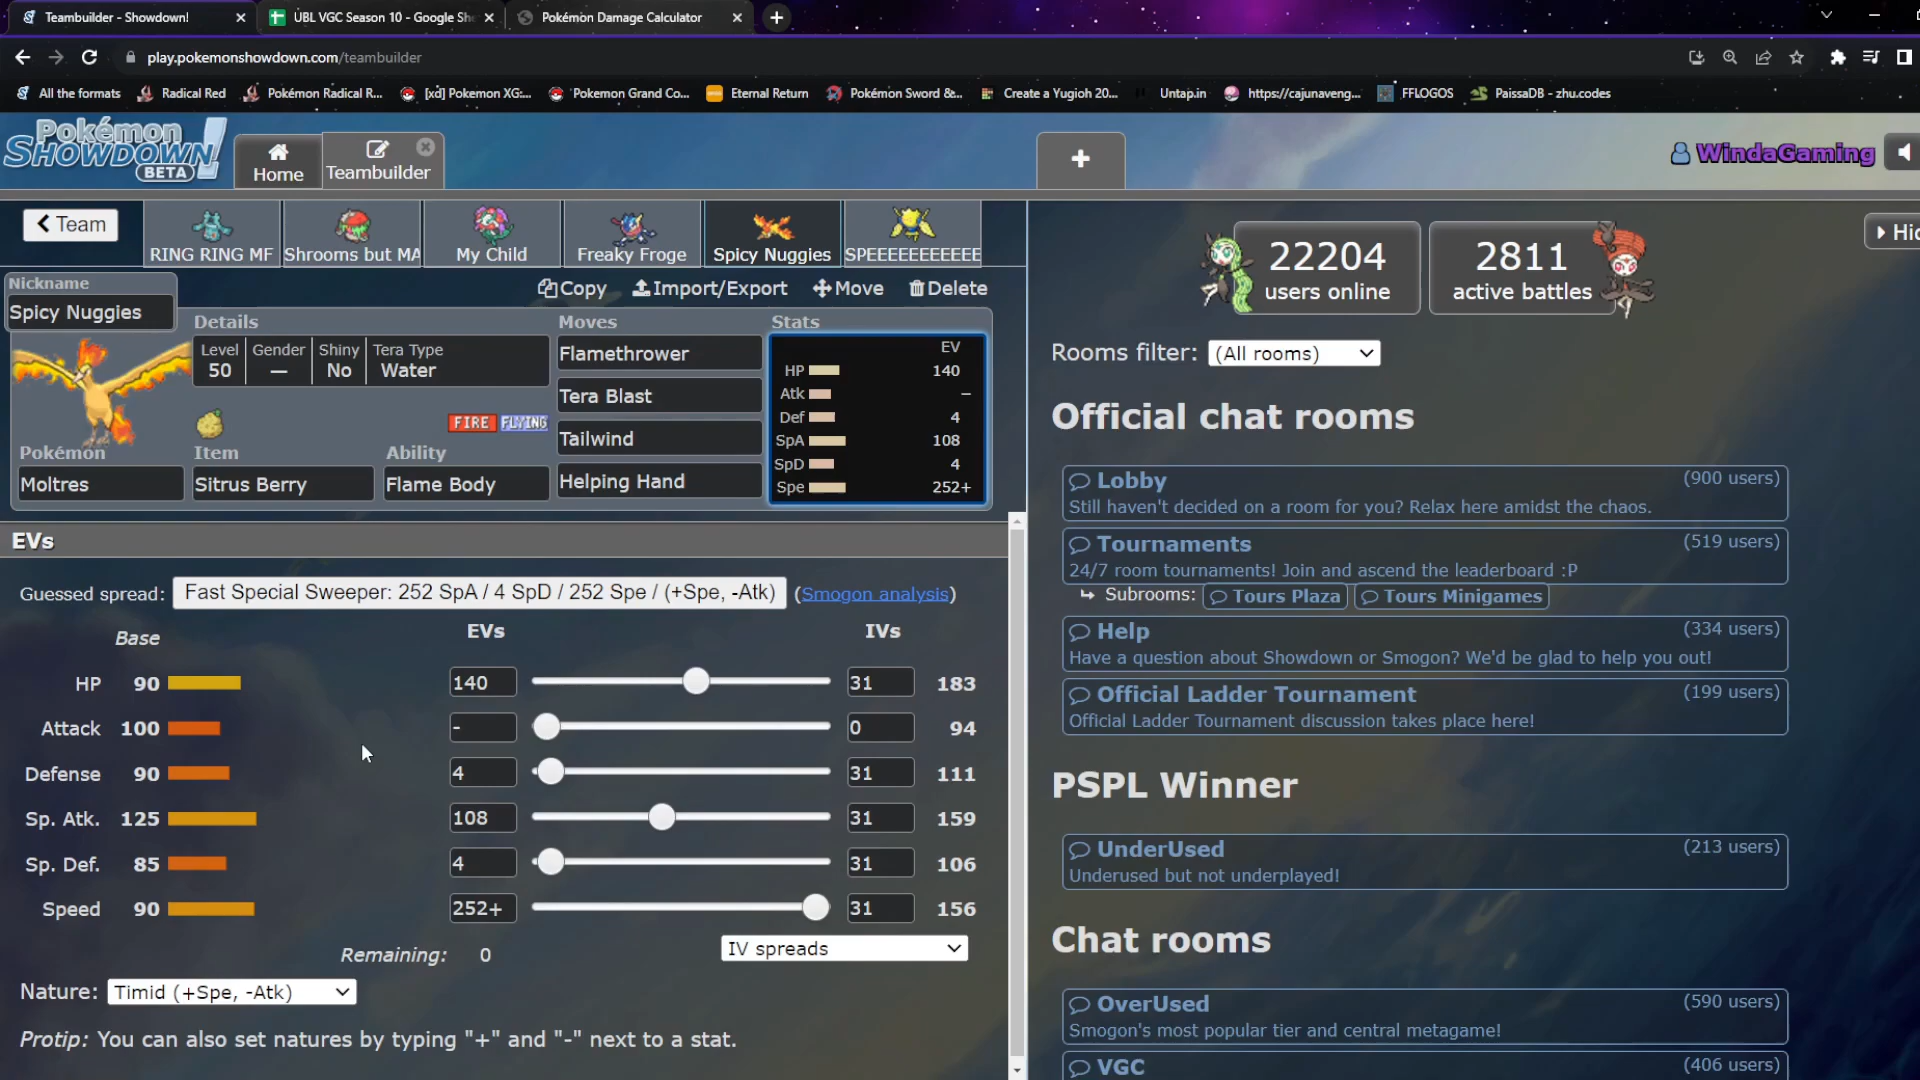 Teambuilder - Showdown!
UBL VGC Season 10 - Google Sh
Pokémon Damage Calculator
play.pokemonshowdown.com/teambuilder
All the formats
Radical Red
Pokémon Radical R...
[xd] Pokemon XG:...
Pokemon Grand Co...
Eternal Return
Pokémon Sword &...
Create a Yugioh 20...
Untap.in
https://cajunaveng...
FFLOGOS
PaissaDB - zhu.codes
Pokémon
SHOWDOWN!
BETA
Home
Teambuilder
+
WindaGaming
Team
RING RING MF
Shrooms but MA
My Child
Freaky Froge
Spicy Nuggies
SPEEEEEEEEEEE
Copy
Import/Export
Move
Delete
Nickname
Spicy Nuggies
Details
Level
50
Gender
—
Shiny
No
Tera Type
Water
FIRE
FLYING
Pokémon
Moltres
Item
Sitrus Berry
Ability
Flame Body
Moves
Flamethrower
Tera Blast
Tailwind
Helping Hand
Stats
EV
HP 140
Atk –
Def 4
SpA 108
SpD 4
Spe 252+
EVs
Guessed spread: Fast Special Sweeper: 252 SpA / 4 SpD / 252 Spe / (+Spe, -Atk) (Smogon analysis)
Base EVs IVs
HP 90 140 31 183
Attack 100 - 0 94
Defense 90 4 31 111
Sp. Atk. 125 108 31 159
Sp. Def. 85 4 31 106
Speed 90 252+ 31 156
Remaining: 0
IV spreads
Nature: Timid (+Spe, -Atk)
Protip: You can also set natures by typing "+" and "-" next to a stat.
22204
users online
2811
active battles
Hid
Rooms filter: (All rooms)
Official chat rooms
Lobby (900 users)
Still haven't decided on a room for you? Relax here amidst the chaos.
Tournaments (519 users)
24/7 room tournaments! Join and ascend the leaderboard :P
↳ Subrooms: Tours Plaza Tours Minigames
Help (334 users)
Have a question about Showdown or Smogon? We'd be glad to help you out!
Official Ladder Tournament (199 users)
Official Ladder Tournament discussion takes place here!
PSPL Winner
UnderUsed (213 users)
Underused but not underplayed!
Chat rooms
OverUsed (590 users)
Smogon's most popular tier and central metagame!
VGC (406 users)